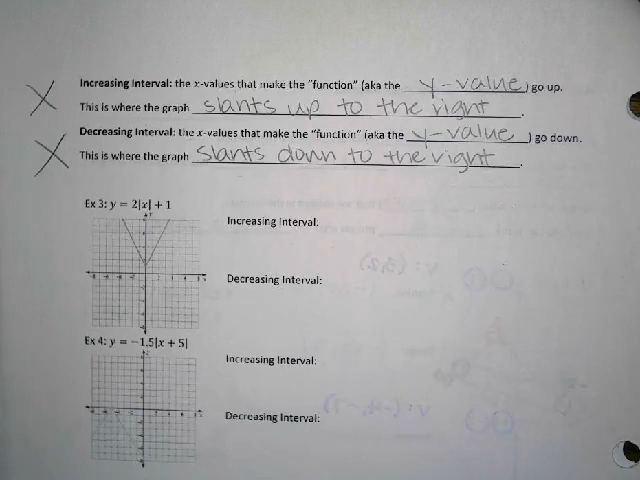 Increasing Interval: the x-values that make the "function" (aka the y-value) go up.
This is where the graph slants up to the right.
Decreasing Interval: the x-values that make the "function" (aka the y-value) go down.
This is where the graph slants down to the right.
Ex 3: y = 2|x| + 1
Increasing Interval:
Decreasing Interval:
Ex 4: y = -1.5|x + 5|
Increasing Interval:
Decreasing Interval: